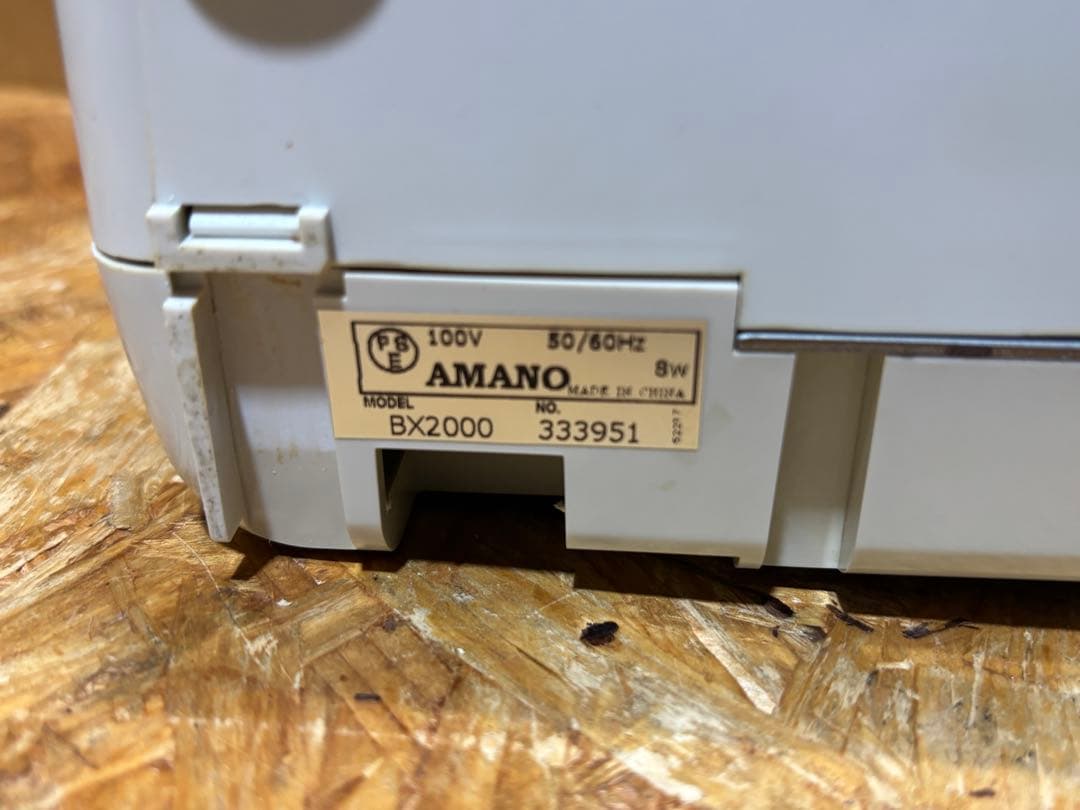 PSE 100V 50/60Hz
8W
AMANO MADE IN CHINA
MODEL NO.
BX2000 333951